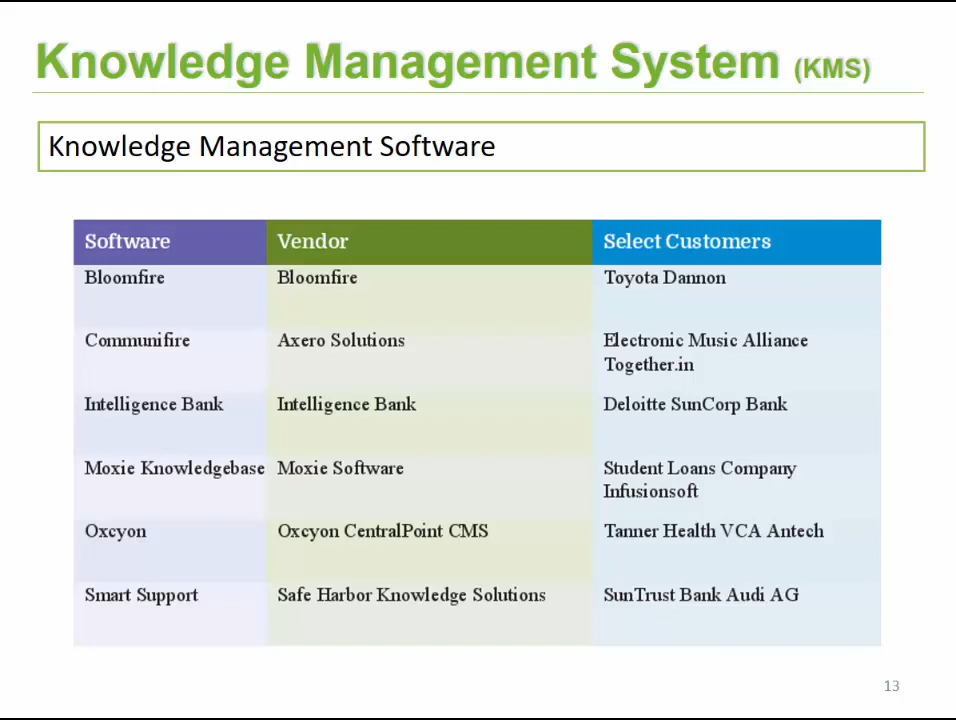 Knowledge Management System (KMS)
Knowledge Management Software
Software Vendor Select Customers
Bloomfire Bloomfire Toyota Dannon
Communifire Axero Solutions Electronic Music Alliance
Together.in
Intelligence Bank Intelligence Bank Deloitte SunCorp Bank
Moxie Knowledgebase Moxie Software Student Loans Company
Infusionsoft
Oxcyon Oxcyon CentralPoint CMS Tanner Health VCA Antech
Smart Support Safe Harbor Knowledge Solutions SunTrust Bank Audi AG
13